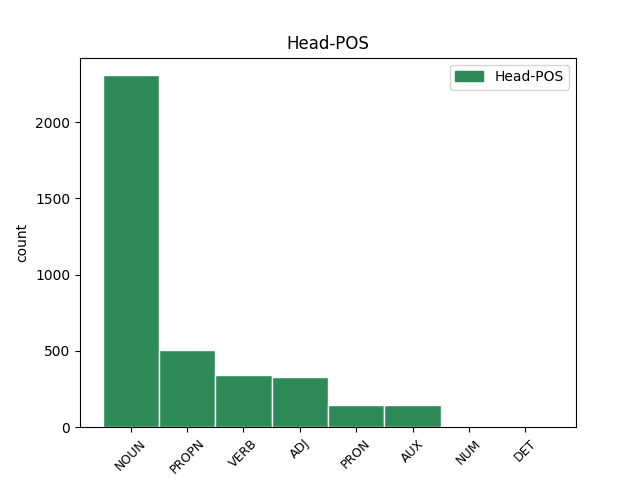 Head-POS
Head-POS
count
2000
1500
1000
500
0
NOUN
PROPN
VERB
ADJ
PRON
AUX
NUM
DET